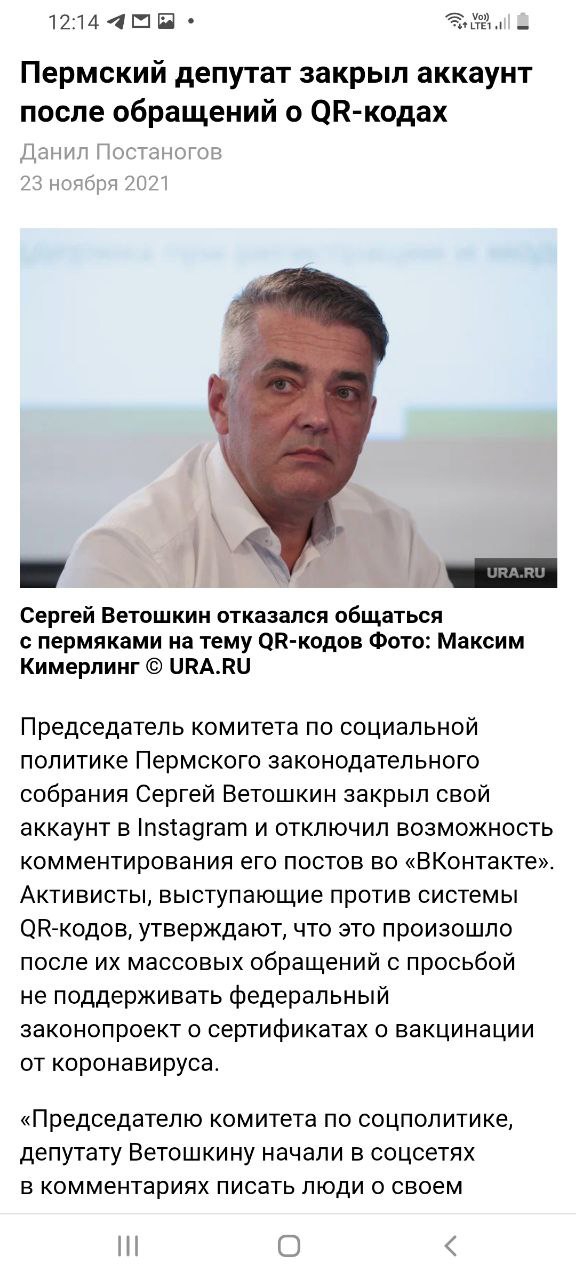 12:14
Vo))
LTE1
Пермский депутат закрыл аккаунт
после обращений о QR-кодах
Данил Постаногов
23 ноября 2021
URA.RU
Сергей Ветошкин отказался общаться
с пермяками на тему QR-кодов Фото: Максим
Кимерлинг © URA.RU
Председатель комитета по социальной
политике Пермского законодательного
собрания Сергей Ветошкин закрыл свой
аккаунт в Instagram и отключил возможность
комментирования его постов во «ВКонтакте».
Активисты, выступающие против системы
QR-кодов, утверждают, что это произошло
после их массовых обращений с просьбой
не поддерживать федеральный
законопроект о сертификатах о вакцинации
от коронавируса.
«Председателю комитета по соцполитике,
депутату Ветошкину начали в соцсетях
в комментариях писать люди о своем